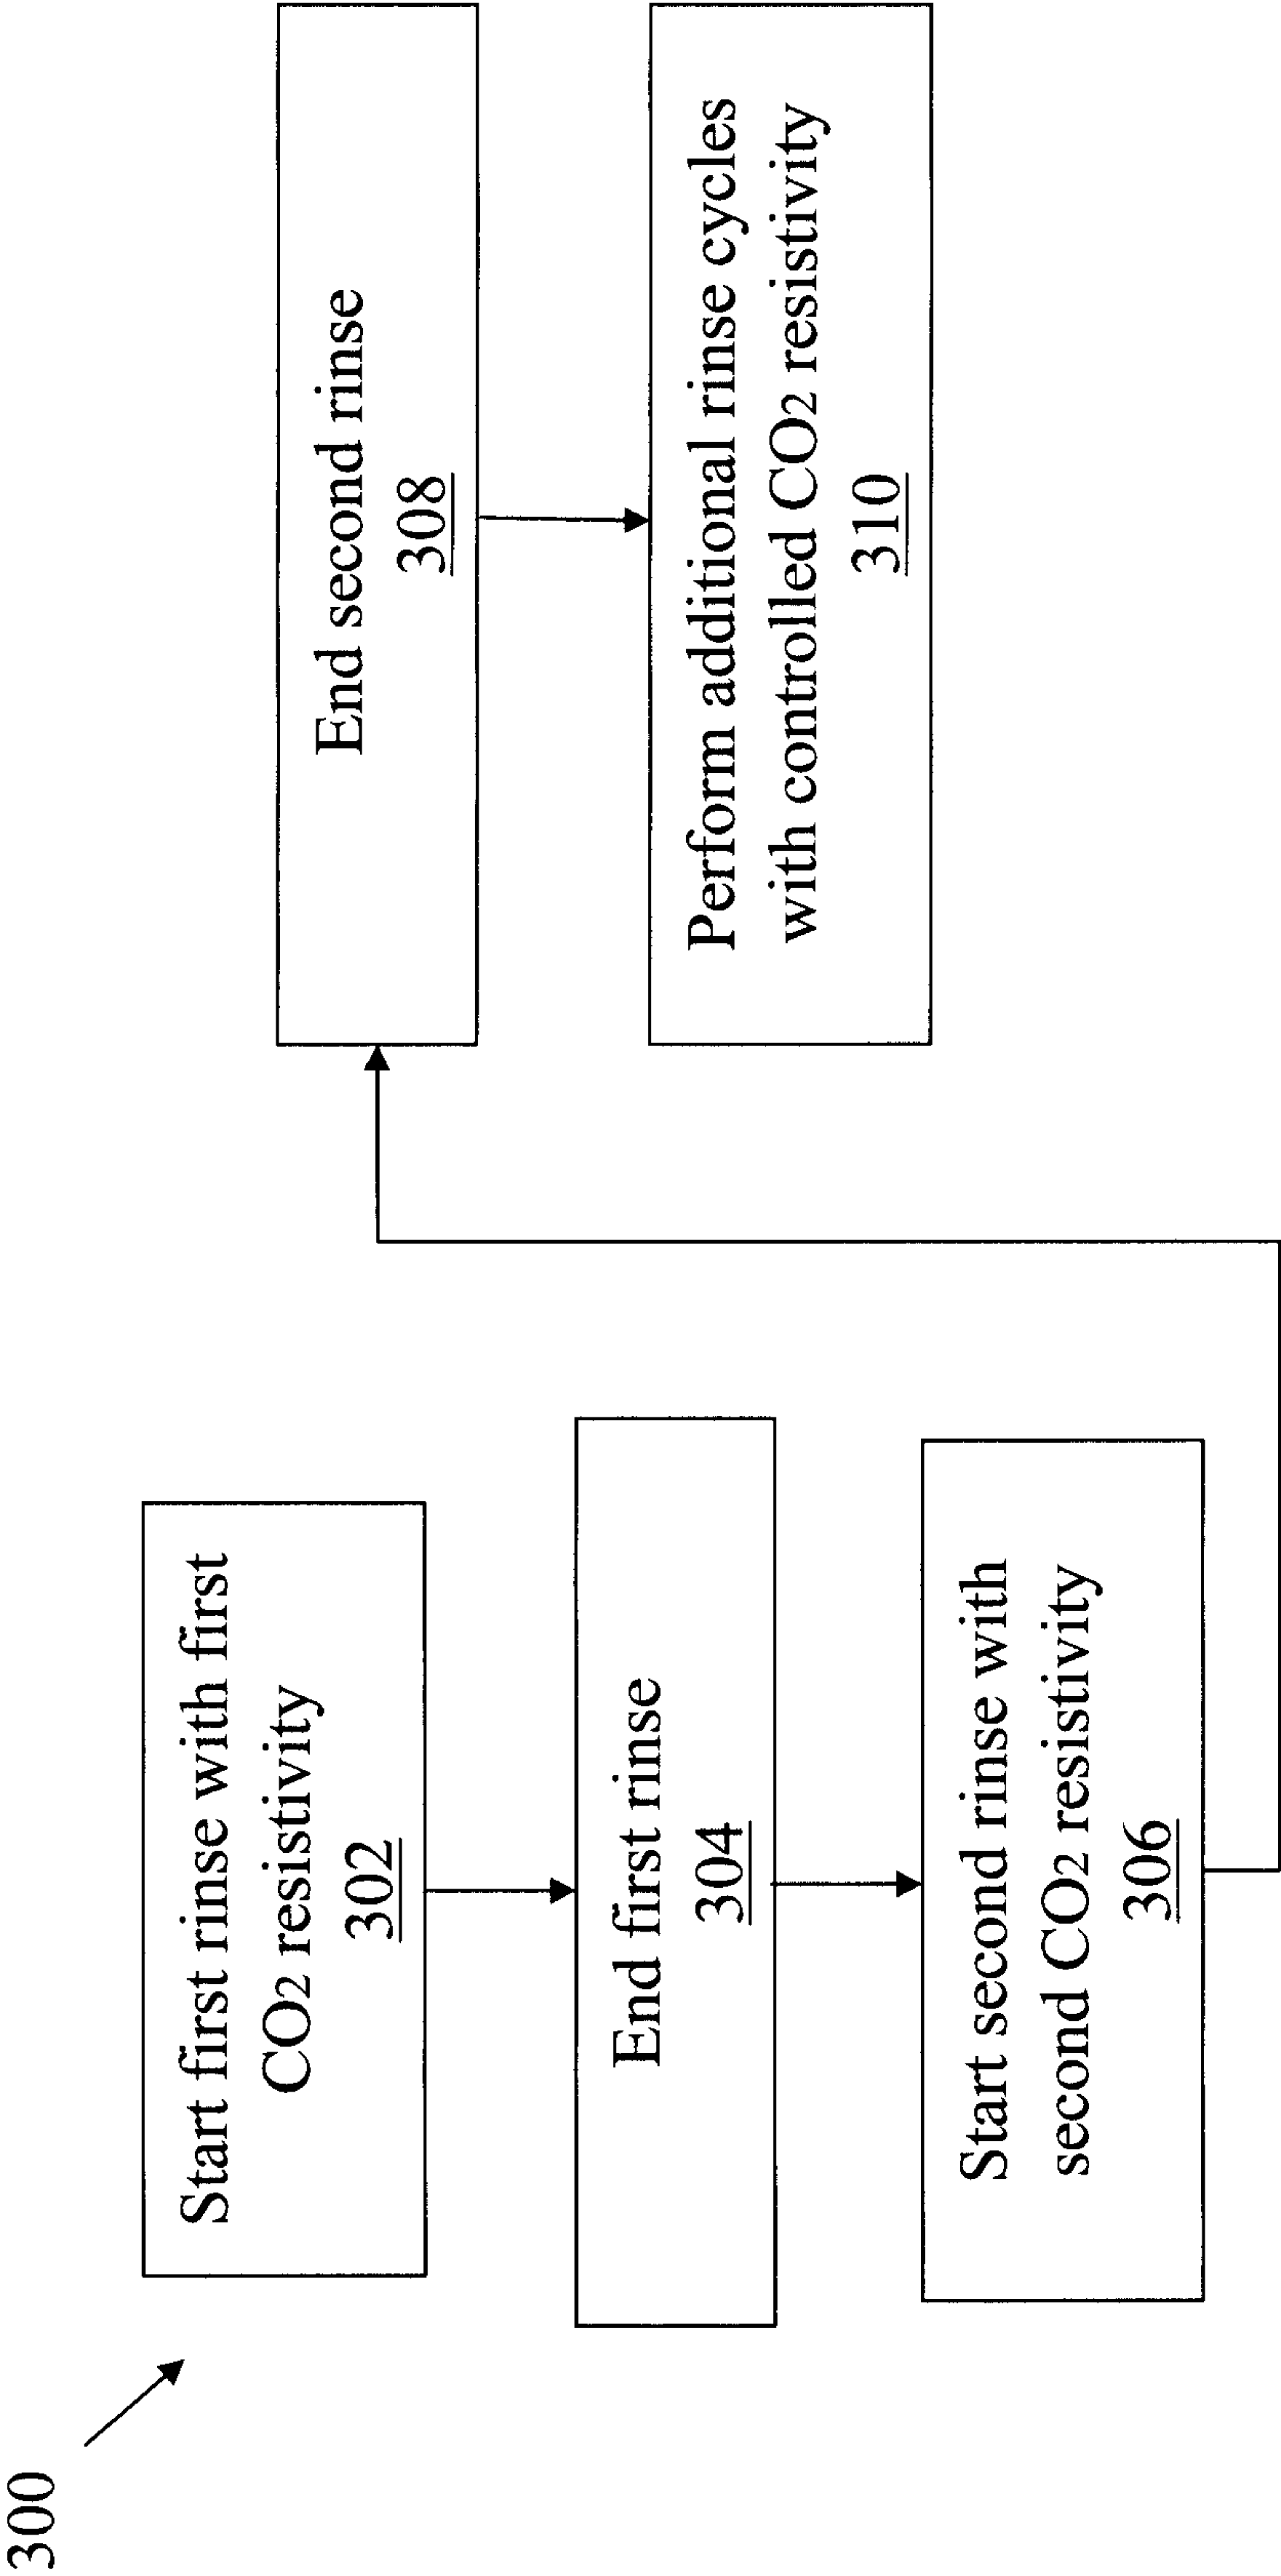 300
Start first rinse with first
CO2 resistivity
302
End first rinse
304
Start second rinse with
second CO2 resistivity
306
End second rinse
308
Perform additional rinse cycles
with controlled CO2 resistivity
310